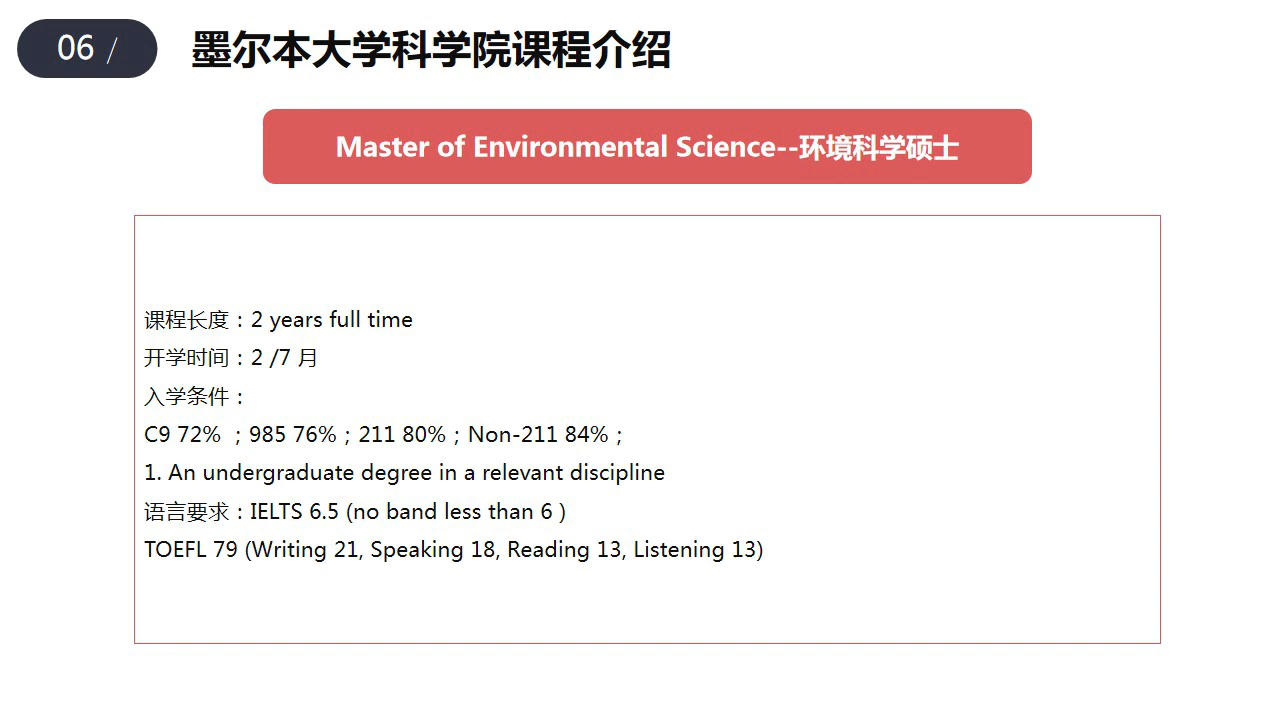 06 /
墨尔本大学科学院课程介绍
Master of Environmental Science--环境科学硕士
课程长度：2 years full time
开学时间：2 /7 月
入学条件：
C9 72% ；985 76%；211 80%；Non-211 84%；
1. An undergraduate degree in a relevant discipline
语言要求：IELTS 6.5 (no band less than 6 )
TOEFL 79 (Writing 21, Speaking 18, Reading 13, Listening 13)